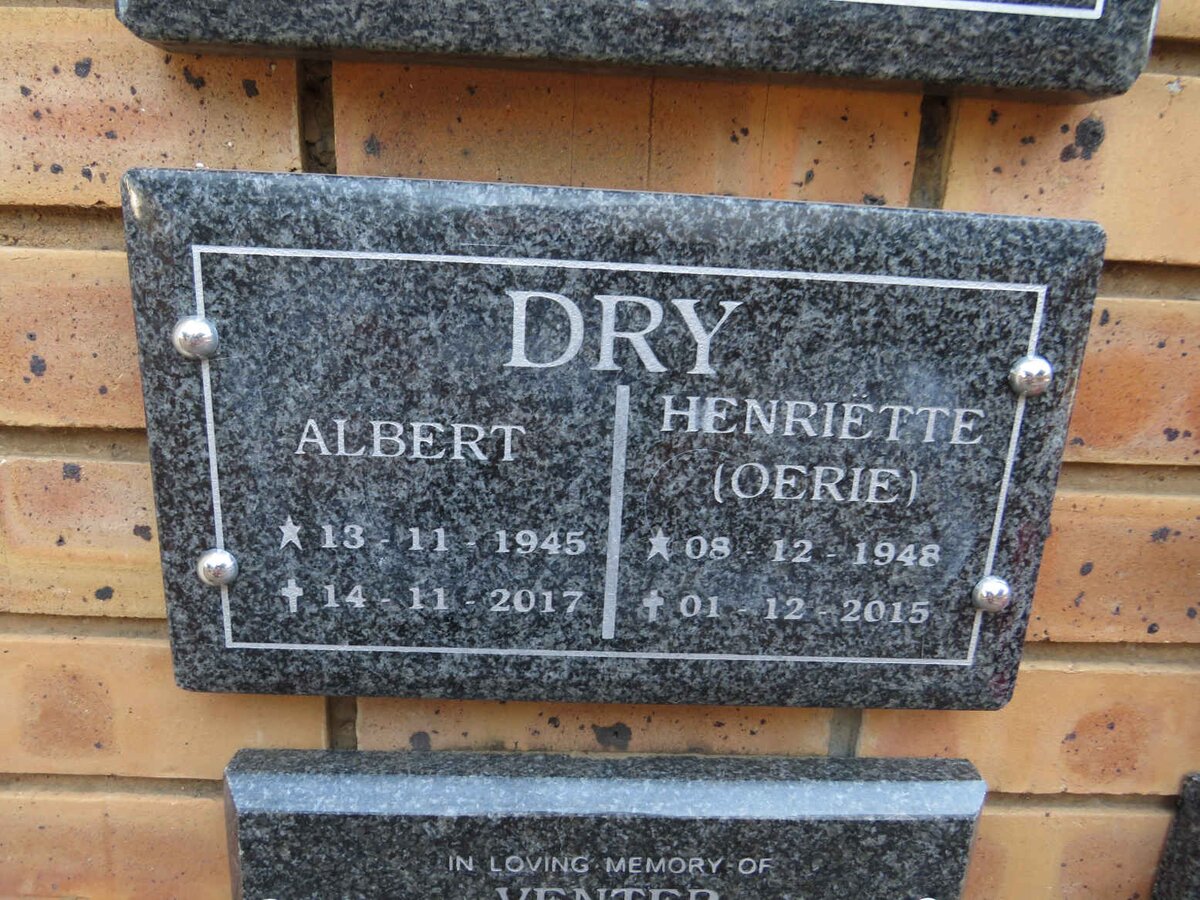 DRY
ALBERT
★ 13 - 11 - 1945
✝ 14 - 11 - 2017
HENRIËTTE
(OERIE)
★ 08 - 12 - 1948
✝ 01 - 12 - 2015
IN LOVING MEMORY OF
VENTER